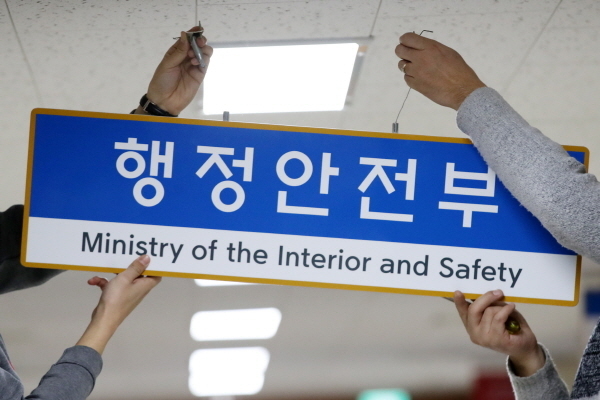 행정안전부
Ministry of the Interior and Safety